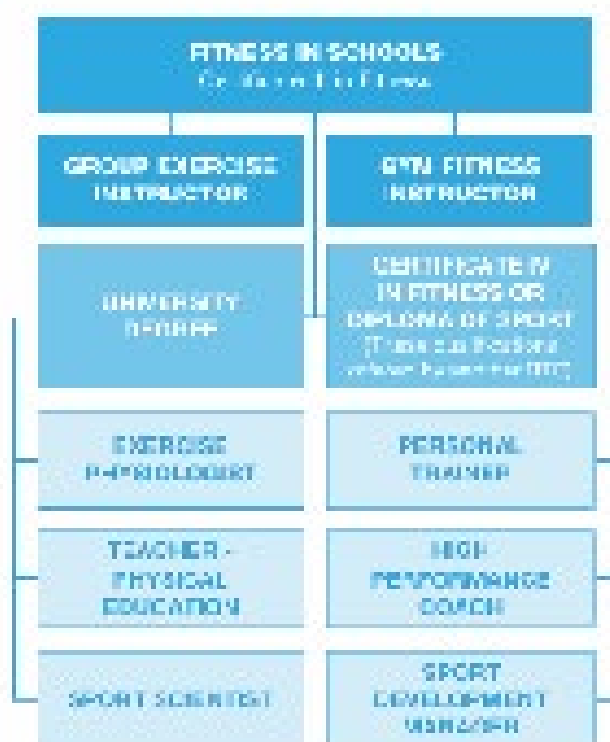 FITNESS IN SCHOOLS
GROUP EXERCISE
INSTRUCTOR
GYM FITNESS
INSTRUCTOR
UNIVERSITY
DEGREE
CERTIFICATE IV
IN FITNESS OR
DIPLOMA OF SPORT
EXERCISE
PHYSIOLOGIST
PERSONAL
TRAINER
TEACHER -
PHYSICAL
EDUCATION
HIGH
PERFORMANCE
COACH
SPORT SCIENTIST
SPORT
DEVELOPMENT
MANAGER